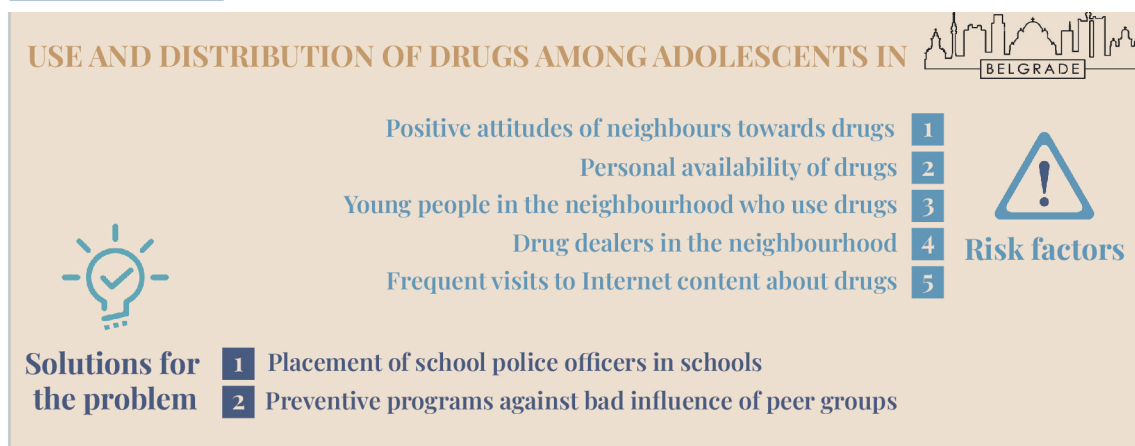 USE AND DISTRIBUTION OF DRUGS AMONG ADOLESCENTS IN
BELGRADE
Positive attitudes of neighbours towards drugs 1
Personal availability of drugs 2
Young people in the neighbourhood who use drugs 3
Drug dealers in the neighbourhood 4
Frequent visits to Internet content about drugs 5
Risk factors
Solutions for
the problem
1 Placement of school police officers in schools
2 Preventive programs against bad influence of peer groups